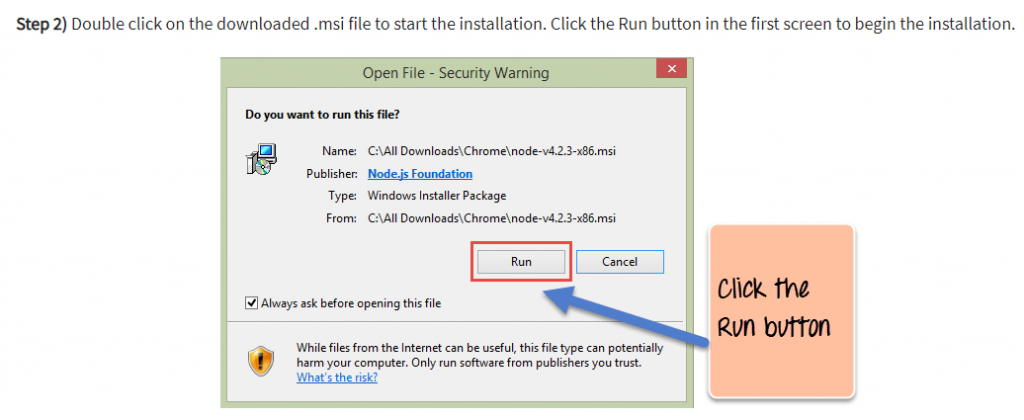 Step 2) Double click on the downloaded .msi file to start the installation. Click the Run button in the first screen to begin the installation.
Open File - Security Warning
Do you want to run this file?
Name: C:\All Downloads\Chrome\node-v4.2.3-x86.msi
Publisher: Node.js Foundation
Type: Windows Installer Package
From: C:\All Downloads\Chrome\node-v4.2.3-x86.msi
Run Cancel
Always ask before opening this file
While files from the Internet can be useful, this file type can potentially
harm your computer. Only run software from publishers you trust.
What's the risk?
Click the
Run button